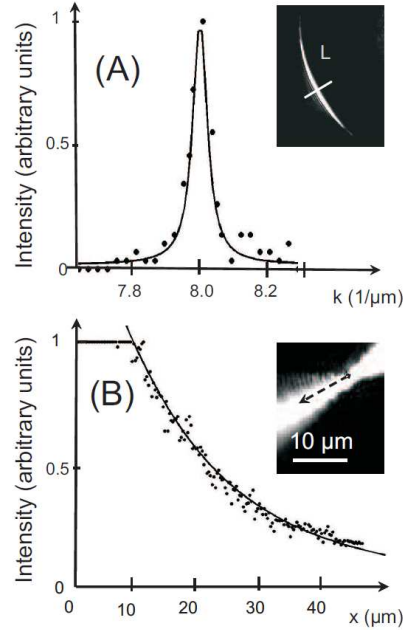 Intensity (arbitrary units)
1
0.5
0
(A)
L
7.8
8.0
8.2
k (1/μm)
Intensity (arbitrary units)
1
0.5
0
(B)
10 μm
0
10
20
30
40
x (μm)